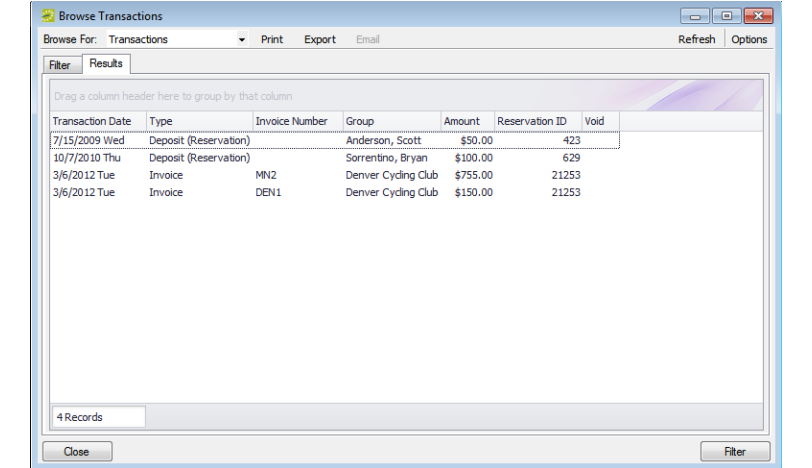 Browse Transactions
Browse For: Transactions Print Export Email Refresh Options
Filter Results
Drag a column header here to group by that column
Transaction Date Type Invoice Number Group Amount Reservation ID Void
7/15/2009 Wed Deposit (Reservation) Anderson, Scott $50.00 423
10/7/2010 Thu Deposit (Reservation) Sorrentino, Bryan $100.00 629
3/6/2012 Tue Invoice MN2 Denver Cycling Club $755.00 21253
3/6/2012 Tue Invoice DEN1 Denver Cycling Club $150.00 21253
4 Records
Close Filter